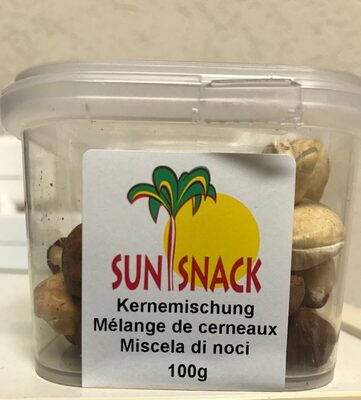 SUN SNACK
Kernemischung
Mélange de cerneaux
Miscela di noci
100g